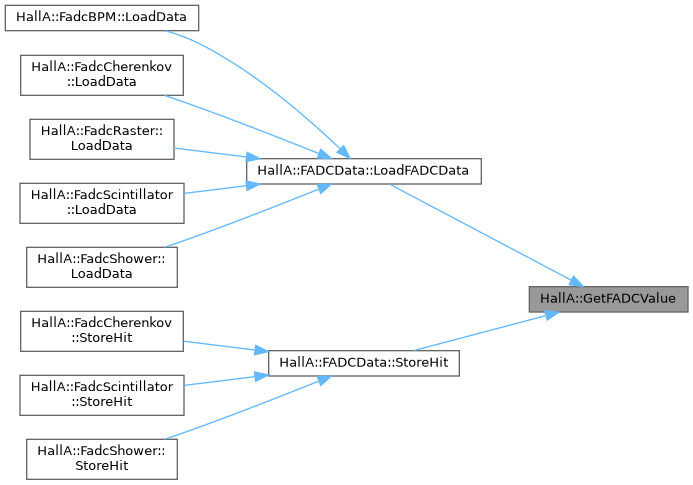 HallA::FadcBPM::LoadData
HallA::FadcCherenkov
::LoadData
HallA::FadcRaster::
LoadData
HallA::FADCData::LoadFADCData
HallA::FadcScintillator
::LoadData
HallA::FadcShower::
LoadData
HallA::GetFADCValue
HallA::FadcCherenkov
::StoreHit
HallA::FADCData::StoreHit
HallA::FadcScintillator
::StoreHit
HallA::FadcShower::
StoreHit